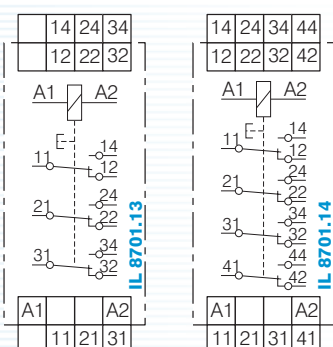 14 24 34
12 22 32
A1 A2
14
11
12
24
21
22
34
31
32
IL 8701.13
A1 A2
11 21 31
14 24 34 44
12 22 32 42
A1 A2
14
11
12
24
21
22
34
31
32
44
41
42
IL 8701.14
A1 A2
11 21 31 41